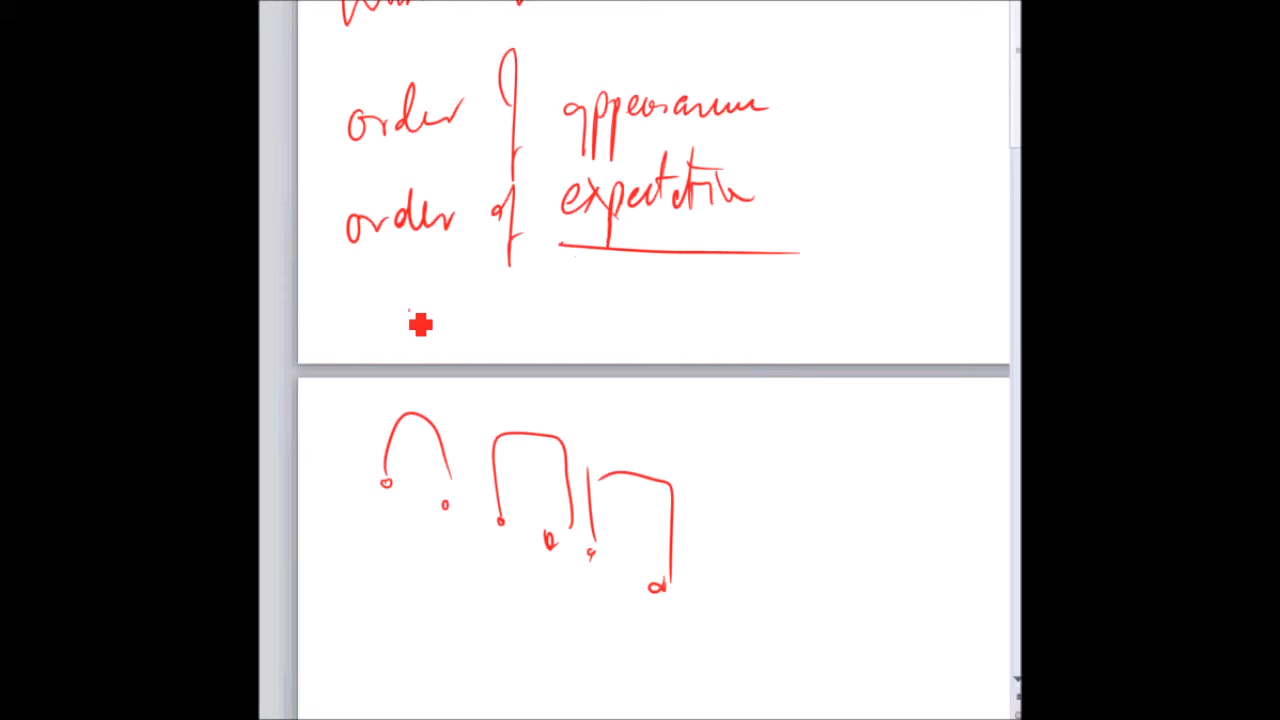 order of appearance
order of expectation